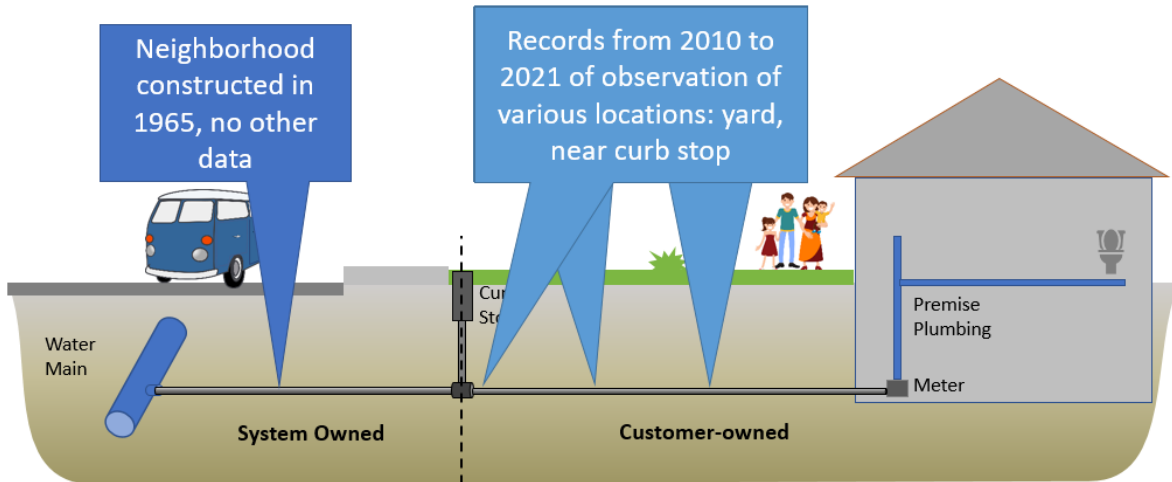 Neighborhood
constructed in
1965, no other
data
Records from 2010 to
2021 of observation of
various locations: yard,
near curb stop
Water
Main
Premise
Plumbing
Meter
System Owned
Customer-owned